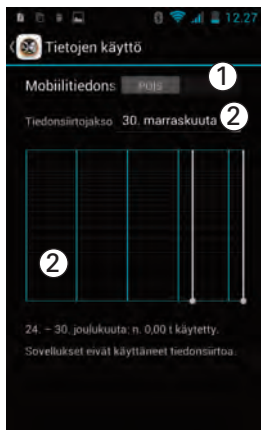 12.27
Tietojen käyttö
Mobiilitiedons POIS 1
Tiedonsiirtojakso 30. marraskuuta 2
2
24. – 30. joulukuuta: n. 0,00 t käytetty.
Sovellukset eivät käyttäneet tiedonsiirtoa.